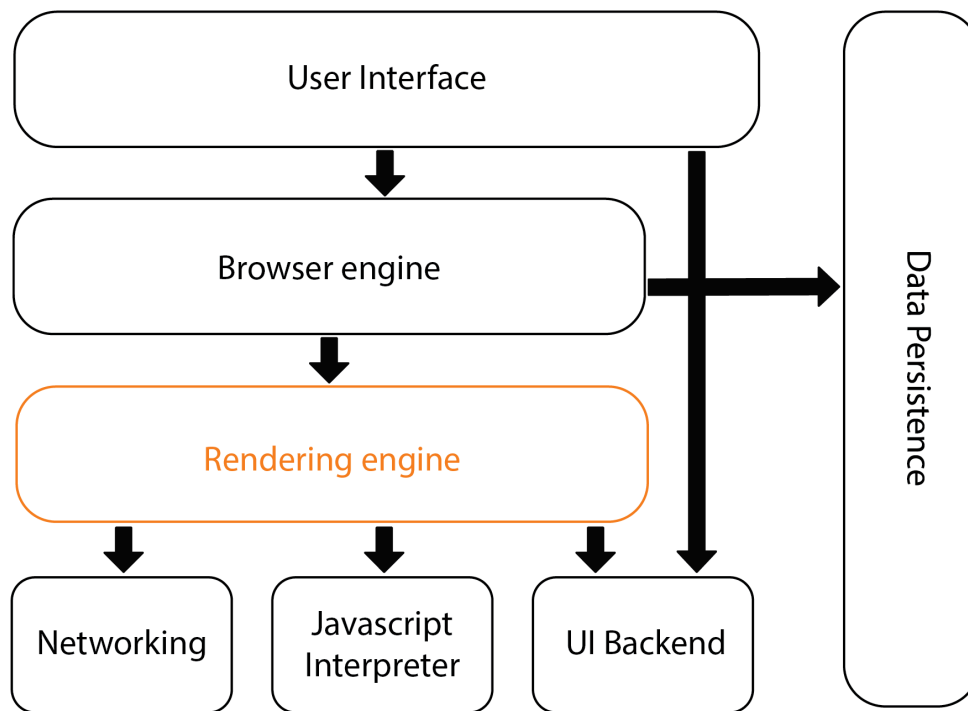 User Interface
Browser engine
Data Persistence
Rendering engine
Networking
Javascript
Interpreter
UI Backend